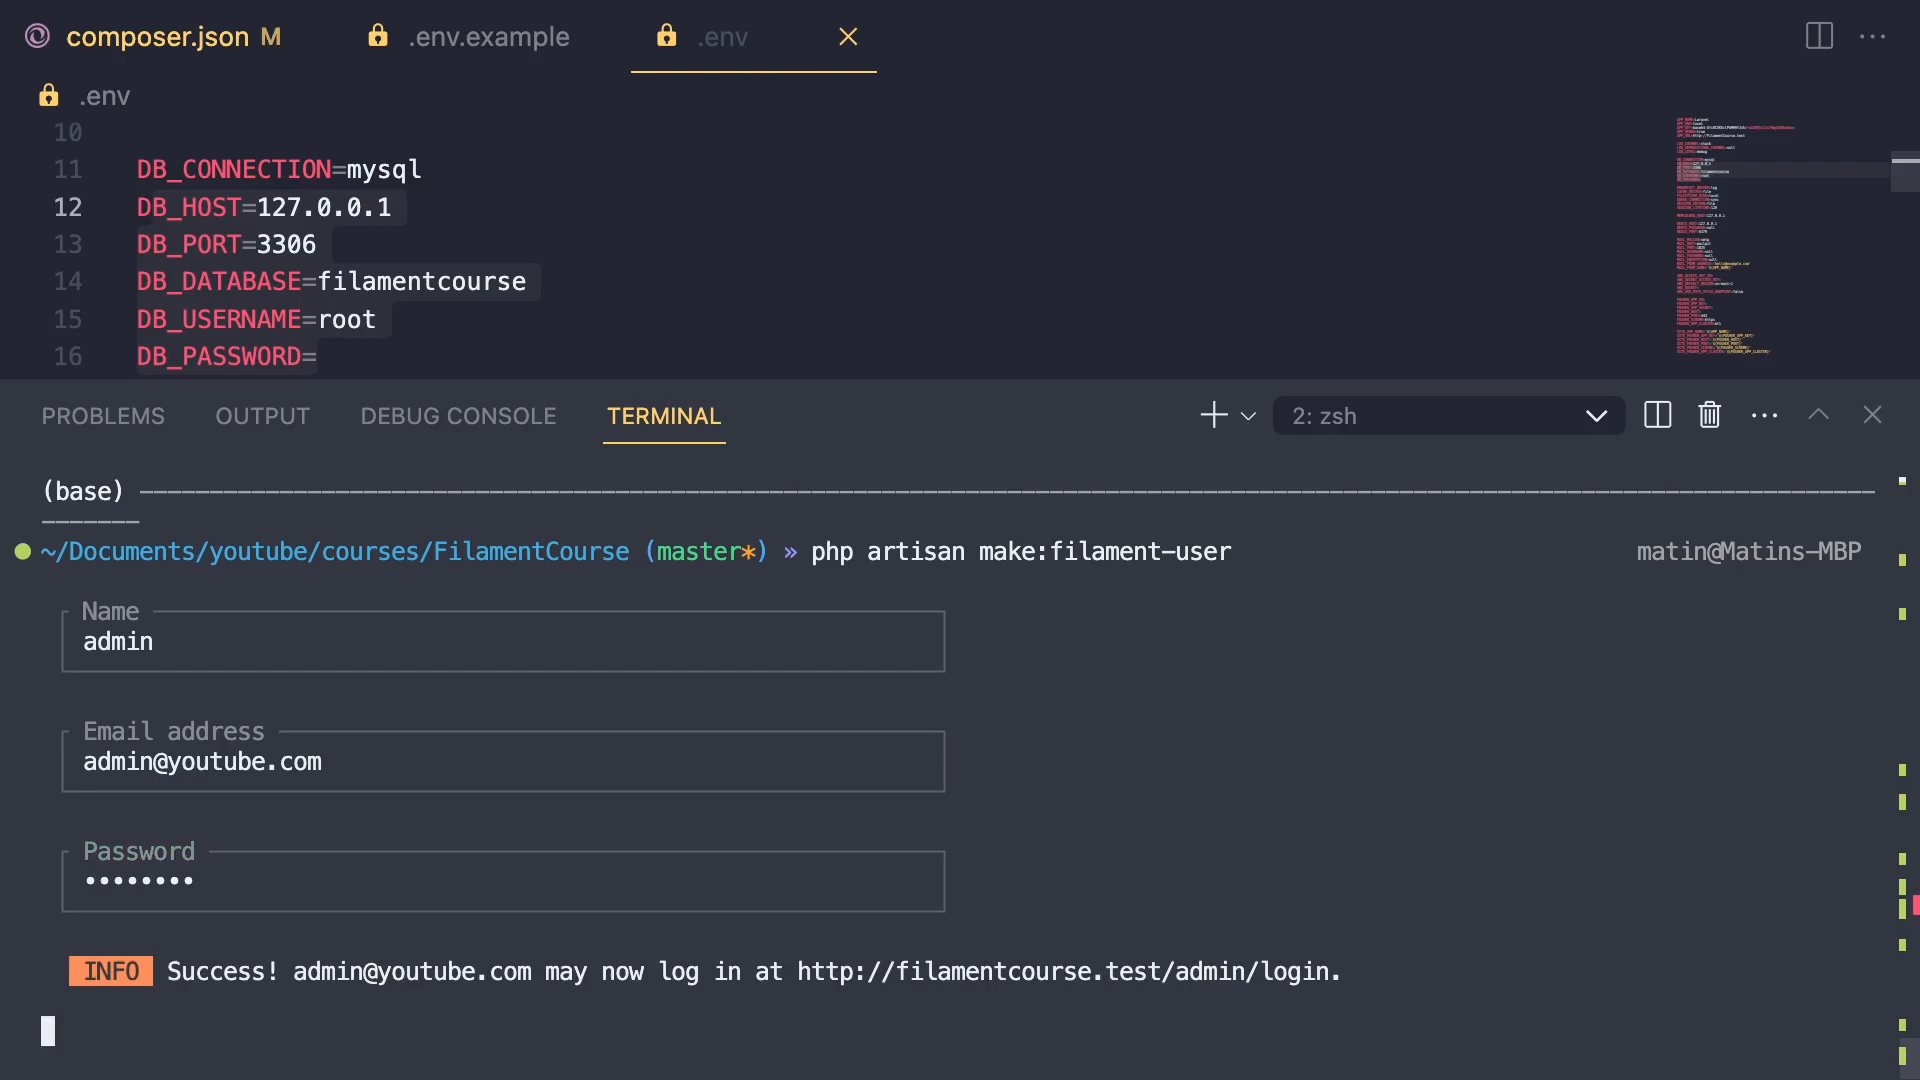 composer.json M
.env.example
.env
.env
10
11 DB_CONNECTION=mysql
12 DB_HOST=127.0.0.1
13 DB_PORT=3306
14 DB_DATABASE=filamentcourse
15 DB_USERNAME=root
16 DB_PASSWORD=
PROBLEMS OUTPUT DEBUG CONSOLE TERMINAL 2: zsh
(base)
~/Documents/youtube/courses/FilamentCourse (master*) » php artisan make:filament-user matin@Matins-MBP
Name
admin
Email address
admin@youtube.com
Password
••••••••
INFO Success! admin@youtube.com may now log in at http://filamentcourse.test/admin/login.